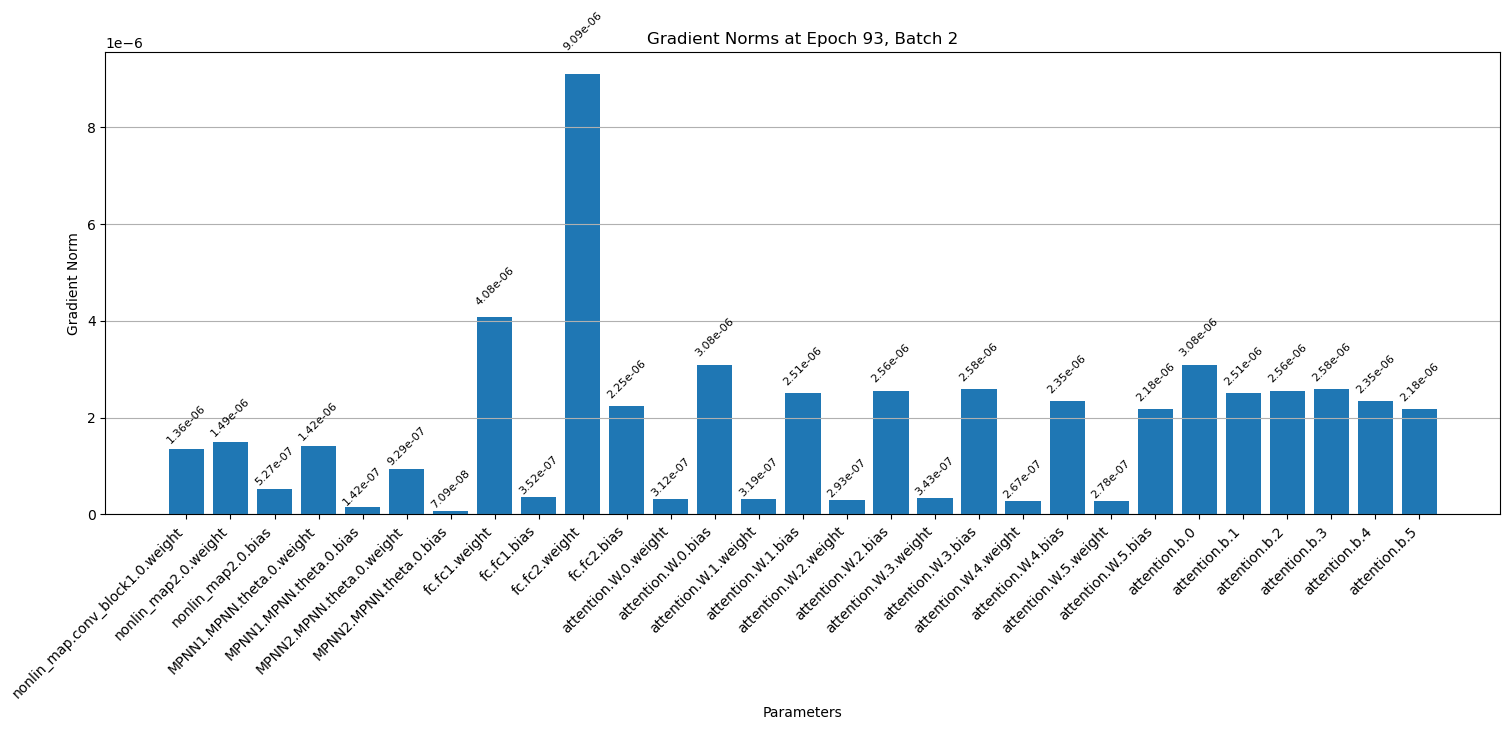 Gradient Norms at Epoch 93, Batch 2
1e−6
Gradient Norm
8
6
4
2
0
1.36e-06
1.49e-06
5.27e-07
1.42e-06
1.42e-07
9.29e-07
7.09e-08
4.08e-06
3.52e-07
9.09e-06
2.25e-06
3.12e-07
3.08e-06
3.19e-07
2.51e-06
2.93e-07
2.56e-06
3.43e-07
2.58e-06
2.67e-07
2.35e-06
2.78e-07
2.18e-06
3.08e-06
2.51e-06
2.56e-06
2.58e-06
2.35e-06
2.18e-06
nonlin_map.conv_block1.0.weight
nonlin_map2.0.weight
nonlin_map2.0.bias
MPNN1.MPNN.theta.0.weight
MPNN1.MPNN.theta.0.bias
MPNN2.MPNN.theta.0.weight
MPNN2.MPNN.theta.0.bias
fc.fc1.weight
fc.fc1.bias
fc.fc2.weight
fc.fc2.bias
attention.W.0.weight
attention.W.0.bias
attention.W.1.weight
attention.W.1.bias
attention.W.2.weight
attention.W.2.bias
attention.W.3.weight
attention.W.3.bias
attention.W.4.weight
attention.W.4.bias
attention.W.5.weight
attention.W.5.bias
attention.b.0
attention.b.1
attention.b.2
attention.b.3
attention.b.4
attention.b.5
Parameters